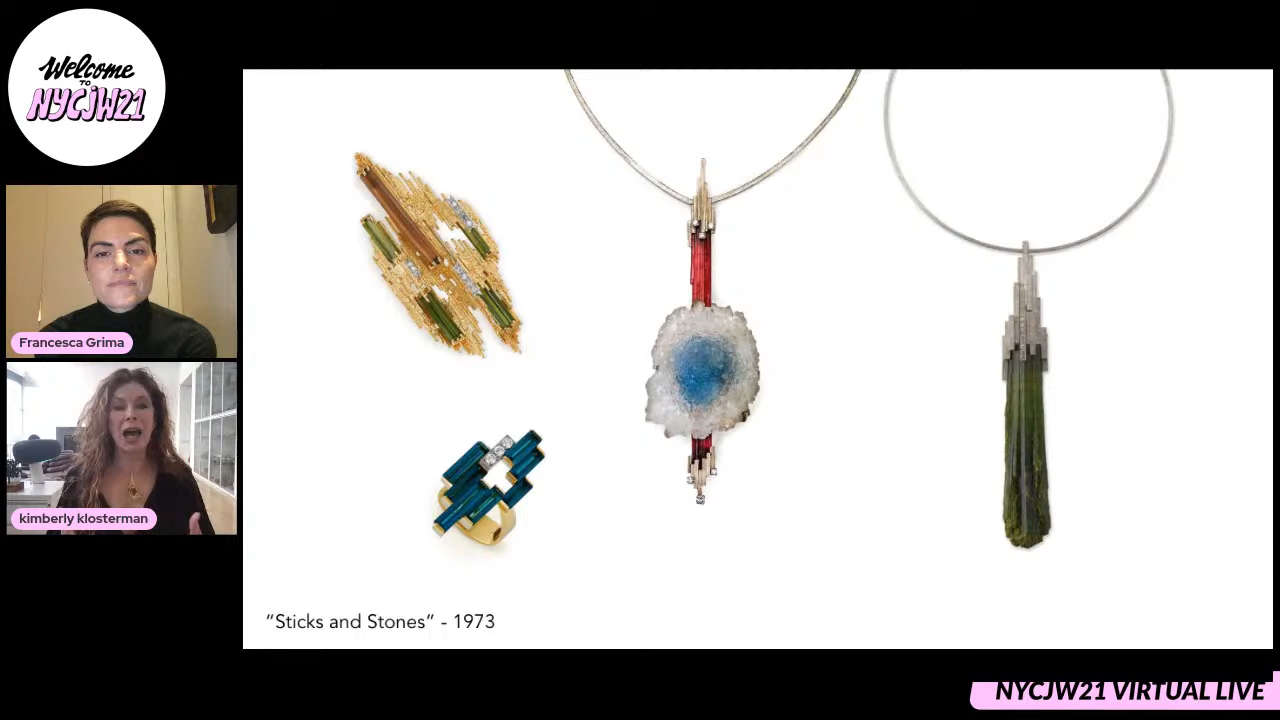 Welcome
TO
NYCJW21
Francesca Grima
kimberly klosterman
“Sticks and Stones” - 1973
NYCJW21 VIRTUAL LIVE